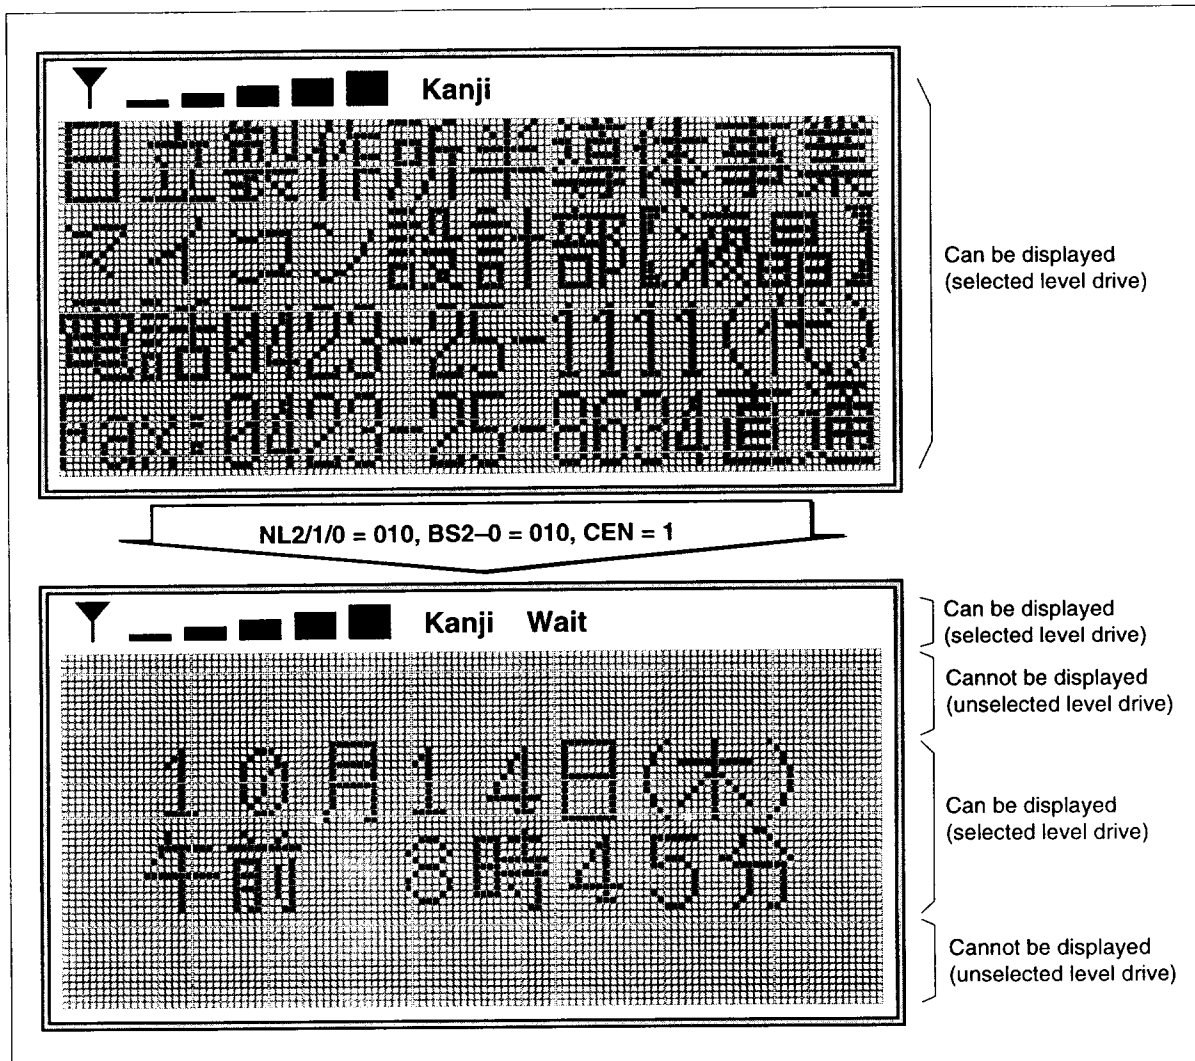 Kanji
日立製作所半導体事業
マイコン設計部【液晶】
電話0423-25-1111(代)
Fax:0423-25-3634直通
Can be displayed
(selected level drive)
NL2/1/0 = 010, BS2–0 = 010, CEN = 1
Kanji Wait
Can be displayed
(selected level drive)
Cannot be displayed
(unselected level drive)
10月14日(木)
午前 8時45分
Can be displayed
(selected level drive)
Cannot be displayed
(unselected level drive)